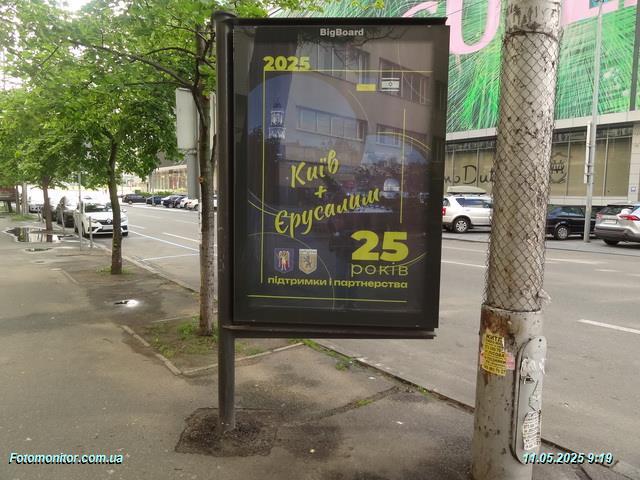 BigBoard
2025
Київ
+
Єрусалим
25
років
підтримки і партнерства
Fotomonitor.com.ua
11.05.2025 9:19